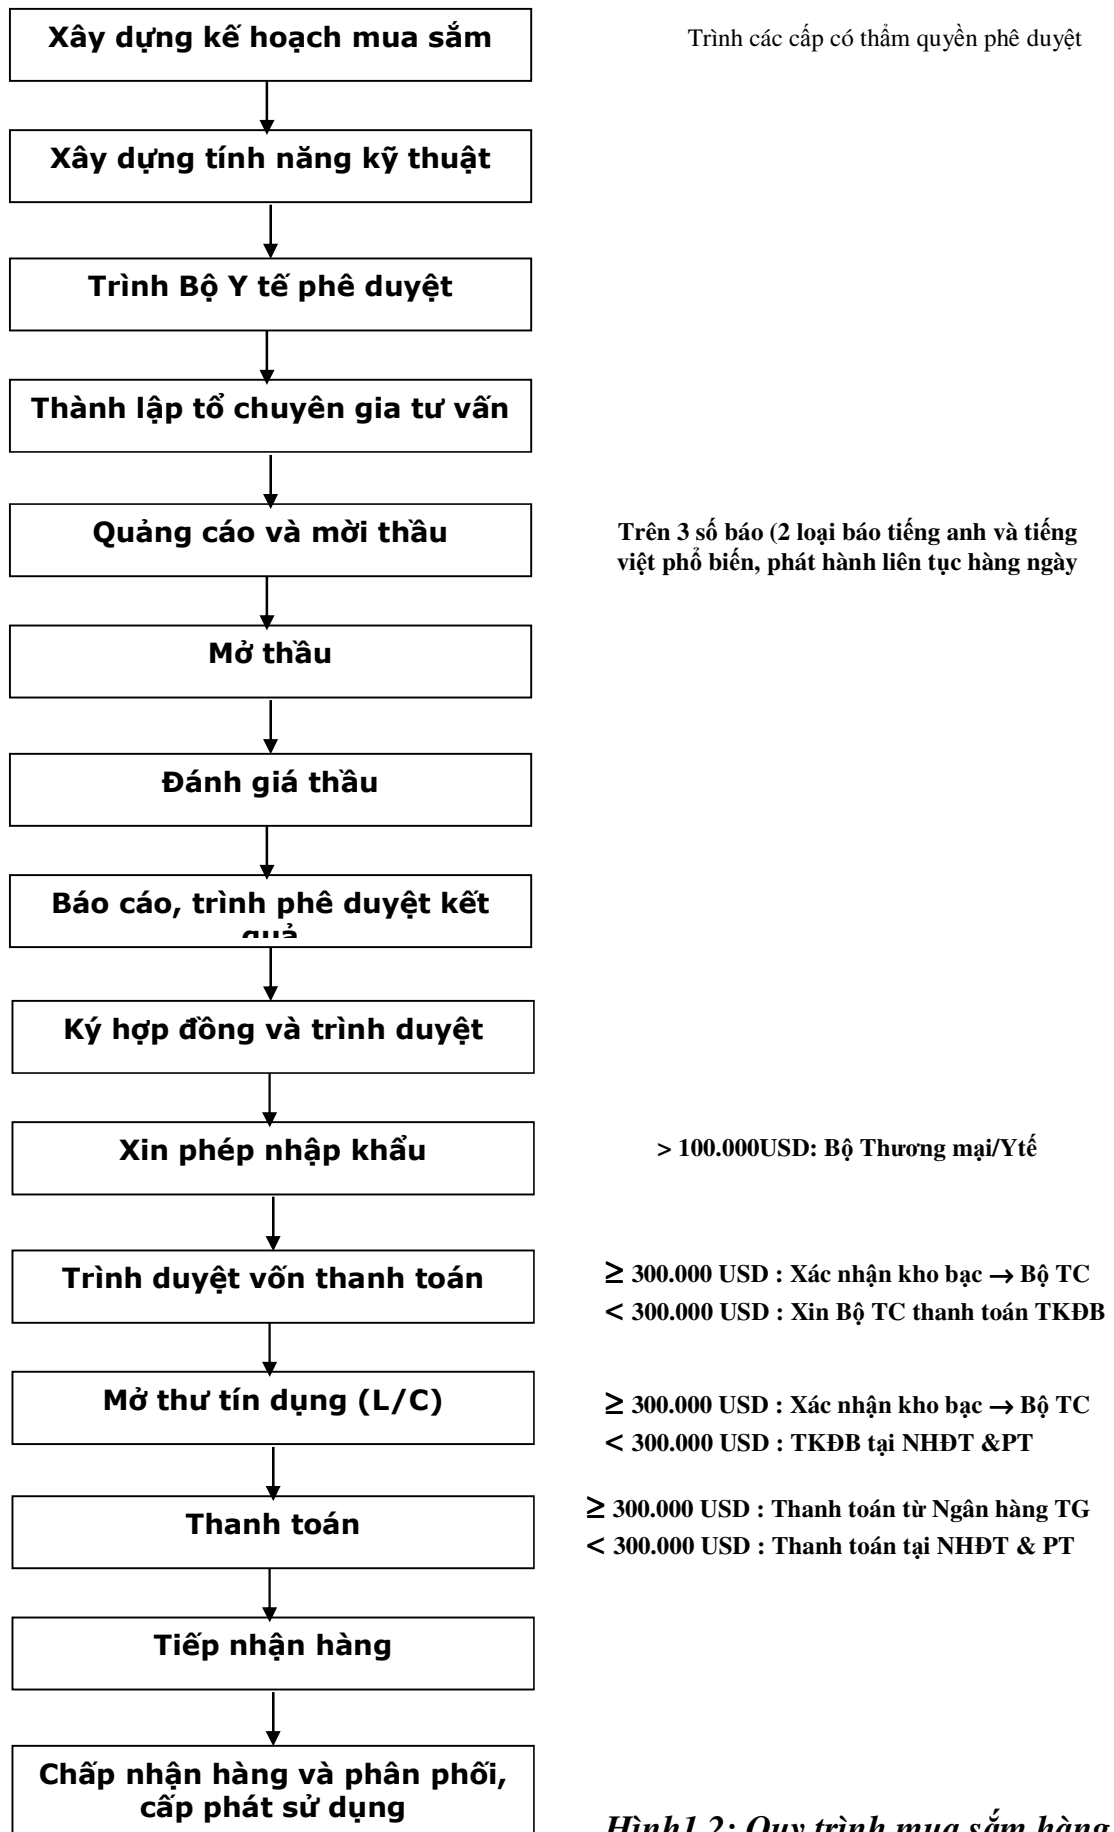 Xây dựng kế hoạch mua sắm
Trình các cấp có thẩm quyền phê duyệt
Xây dựng tính năng kỹ thuật
Trình Bộ Y tế phê duyệt
Thành lập tổ chuyên gia tư vấn
Quảng cáo và mời thầu
Trên 3 số báo (2 loại báo tiếng anh và tiếng
việt phổ biến, phát hành liên tục hàng ngày
Mở thầu
Đánh giá thầu
Báo cáo, trình phê duyệt kết
quả
Ký hợp đồng và trình duyệt
Xin phép nhập khẩu
> 100.000USD: Bộ Thương mại/Ytế
Trình duyệt vốn thanh toán
≥ 300.000 USD : Xác nhận kho bạc → Bộ TC
< 300.000 USD : Xin Bộ TC thanh toán TKĐB
Mở thư tín dụng (L/C)
≥ 300.000 USD : Xác nhận kho bạc → Bộ TC
< 300.000 USD : TKĐB tại NHĐT &PT
Thanh toán
≥ 300.000 USD : Thanh toán từ Ngân hàng TG
< 300.000 USD : Thanh toán tại NHĐT & PT
Tiếp nhận hàng
Chấp nhận hàng và phân phối,
cấp phát sử dụng
Hình1.2: Quy trình mua sắm hàng